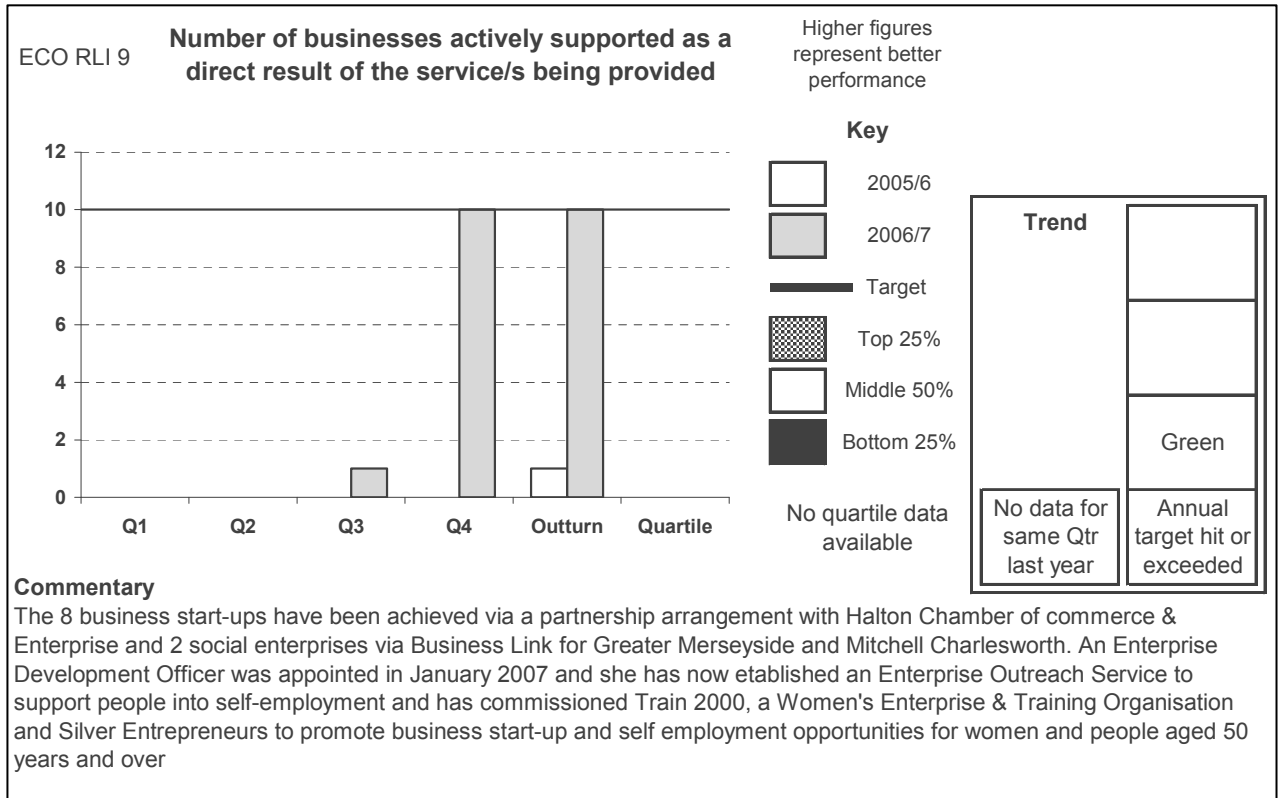 ECO RLI 9
Number of businesses actively supported as a
direct result of the service/s being provided
Higher figures
represent better
performance
12
10
8
6
4
2
0
Q1
Q2
Q3
Q4
Outturn
Quartile
Key
2005/6
2006/7
Target
Top 25%
Middle 50%
Bottom 25%
No quartile data
available
Trend
Green
No data for
same Qtr
last year
Annual
target hit or
exceeded
Commentary
The 8 business start-ups have been achieved via a partnership arrangement with Halton Chamber of commerce &
Enterprise and 2 social enterprises via Business Link for Greater Merseyside and Mitchell Charlesworth. An Enterprise
Development Officer was appointed in January 2007 and she has now etablished an Enterprise Outreach Service to
support people into self-employment and has commissioned Train 2000, a Women's Enterprise & Training Organisation
and Silver Entrepreneurs to promote business start-up and self employment opportunities for women and people aged 50
years and over